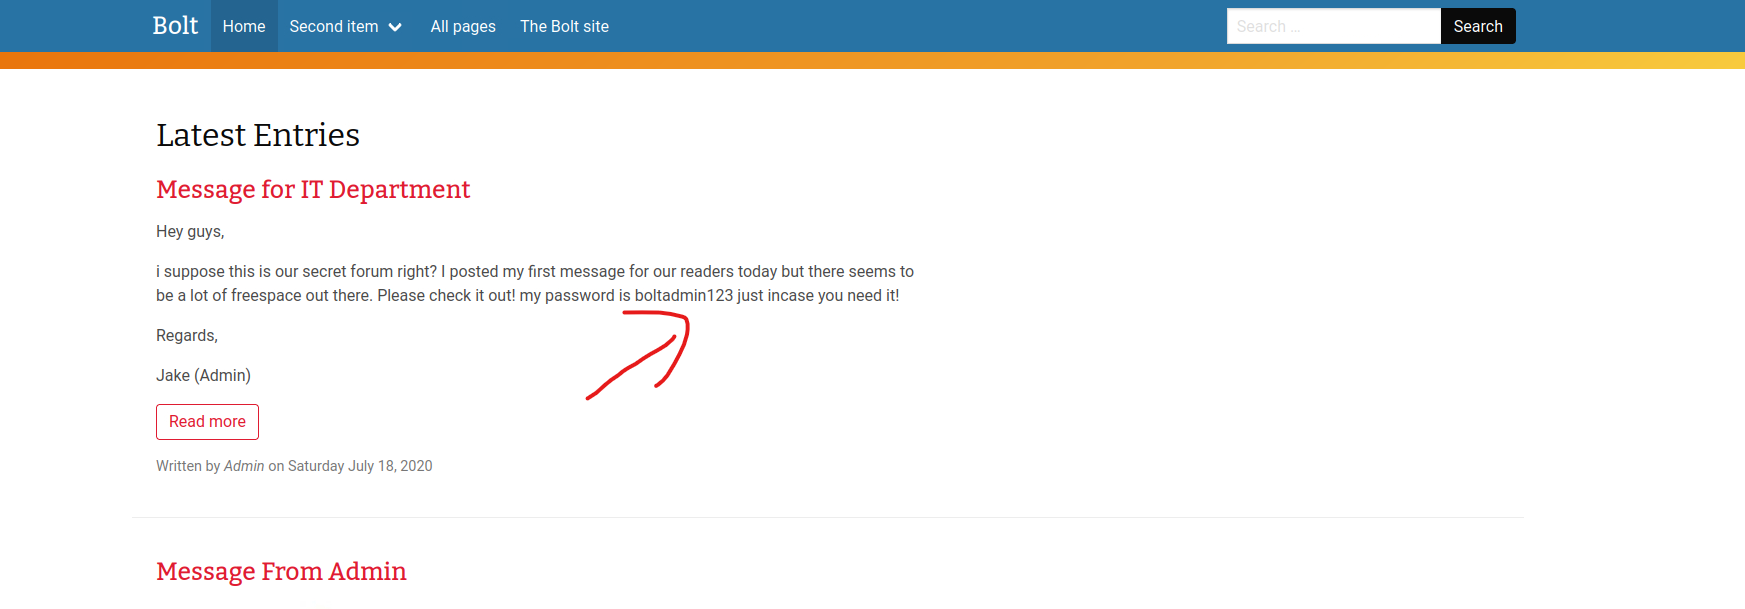 Bolt Home Second item All pages The Bolt site Search ... Search
Latest Entries
Message for IT Department
Hey guys,
i suppose this is our secret forum right? I posted my first message for our readers today but there seems to
be a lot of freespace out there. Please check it out! my password is boltadmin123 just incase you need it!
Regards,
Jake (Admin)
Read more
Written by Admin on Saturday July 18, 2020
Message From Admin